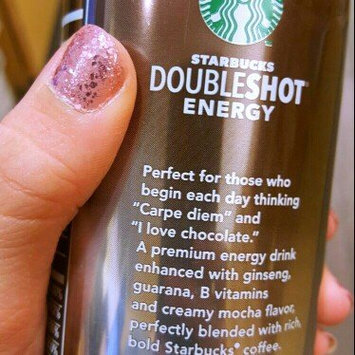 STARBUCKS
DOUBLESHOT®
ENERGY
Perfect for those who
begin each day thinking
"Carpe diem" and
"I love chocolate."
A premium energy drink
enhanced with ginseng,
guarana, B vitamins
and creamy mocha flavor,
perfectly blended with rich,
bold Starbucks® coffee.